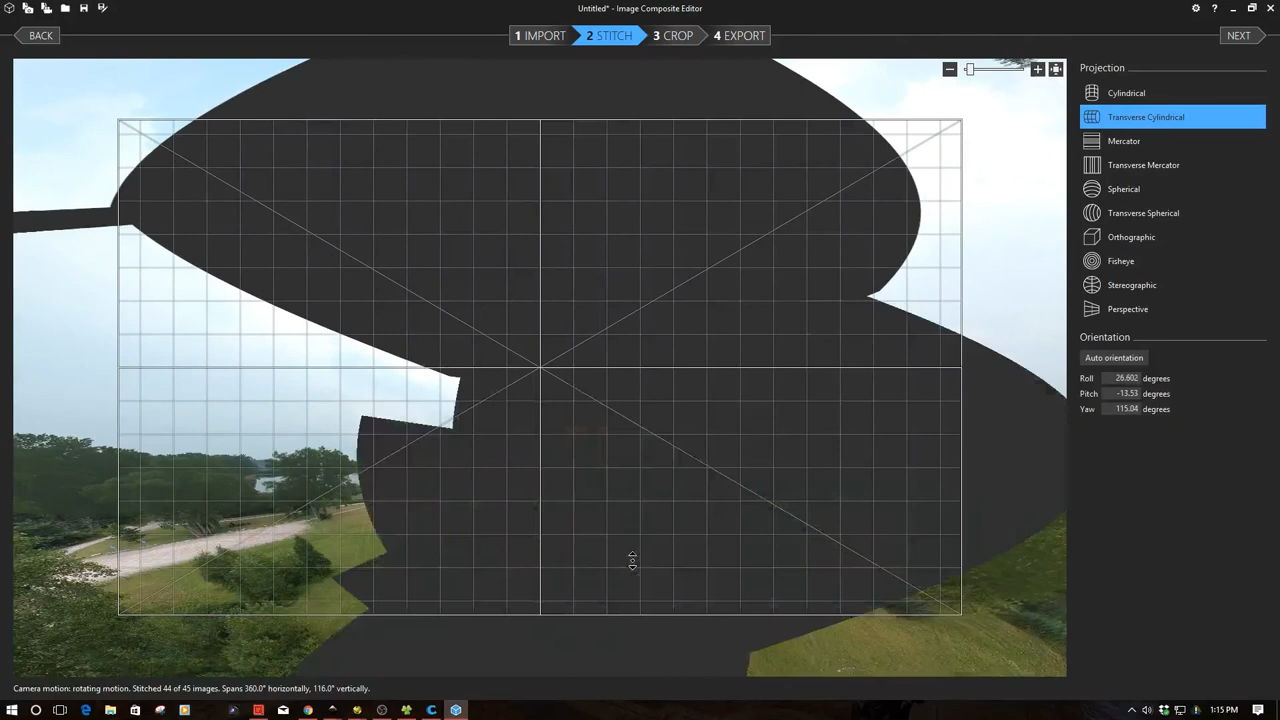 Untitled* - Image Composite Editor
BACK
1 IMPORT
2 STITCH
3 CROP
4 EXPORT
NEXT
Projection
Cylindrical
Transverse Cylindrical
Mercator
Transverse Mercator
Spherical
Transverse Spherical
Orthographic
Fisheye
Stereographic
Perspective
Orientation
Auto orientation
Roll 26.602 degrees
Pitch -13.53 degrees
Yaw 115.04 degrees
Camera motion: rotating motion. Stitched 44 of 45 images. Spans 360.0° horizontally, 116.0° vertically.
1:15 PM